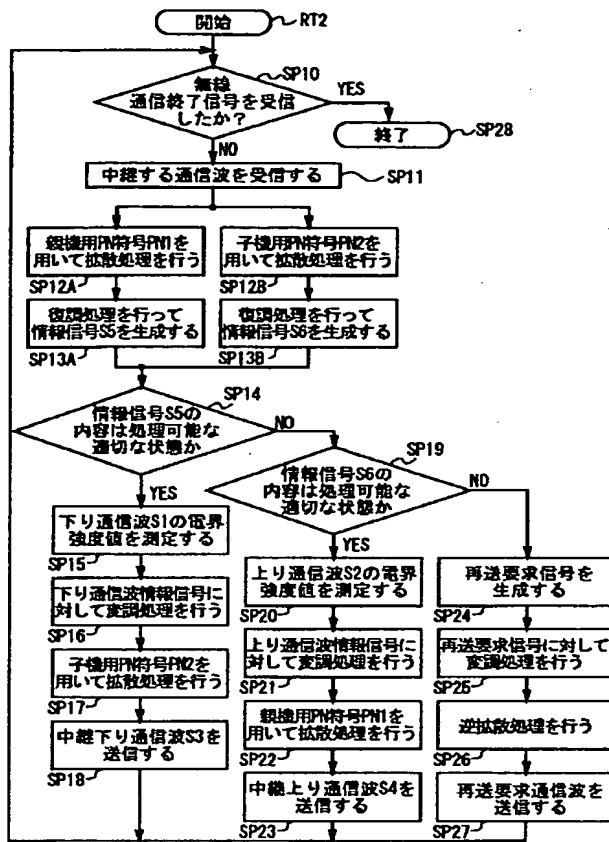 開始
RT2
SP10
無線
通信終了信号を受信
したか?
YES
終了
SP28
NO
中継する通信波を受信する
SP11
親機用PN符号PN1を
用いて拡散処理を行う
SP12A
子機用PN符号PN2を
用いて拡散処理を行う
SP12B
復調処理を行って
情報信号S5を生成する
SP13A
復調処理を行って
情報信号S6を生成する
SP13B
SP14
情報信号S5の
内容は処理可能な
適切な状態か
NO
YES
SP19
情報信号S6の
内容は処理可能な
適切な状態か
NO
YES
下り通信波S1の電界
強度値を測定する
SP15
下り通信波情報信号に
対して変調処理を行う
SP16
子機用PN符号PN2を
用いて拡散処理を行う
SP17
中継下り通信波S3を
送信する
SP18
上り通信波S2の電界
強度値を測定する
SP20
上り通信波情報信号に
対して変調処理を行う
SP21
親機用PN符号PN1を
用いて拡散処理を行う
SP22
中継上り通信波S4を
送信する
SP23
再送要求信号を
生成する
SP24
再送要求信号に対して
変調処理を行う
SP25
逆拡散処理を行う
SP26
再送要求通信波を
送信する
SP27